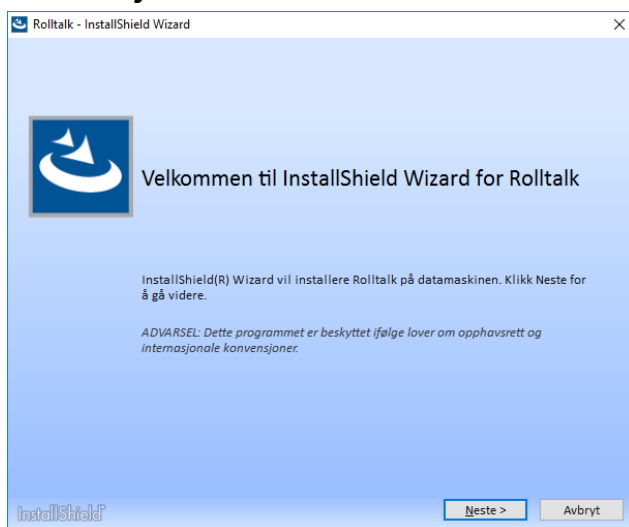 Rolltalk - InstallShield Wizard
Velkommen til InstallShield Wizard for Rolltalk
InstallShield(R) Wizard vil installere Rolltalk på datamaskinen. Klikk Neste for
å gå videre.
ADVARSEL: Dette programmet er beskyttet ifølge lover om opphavsrett og
internasjonale konvensjoner.
InstallShield
Neste >
Avbryt